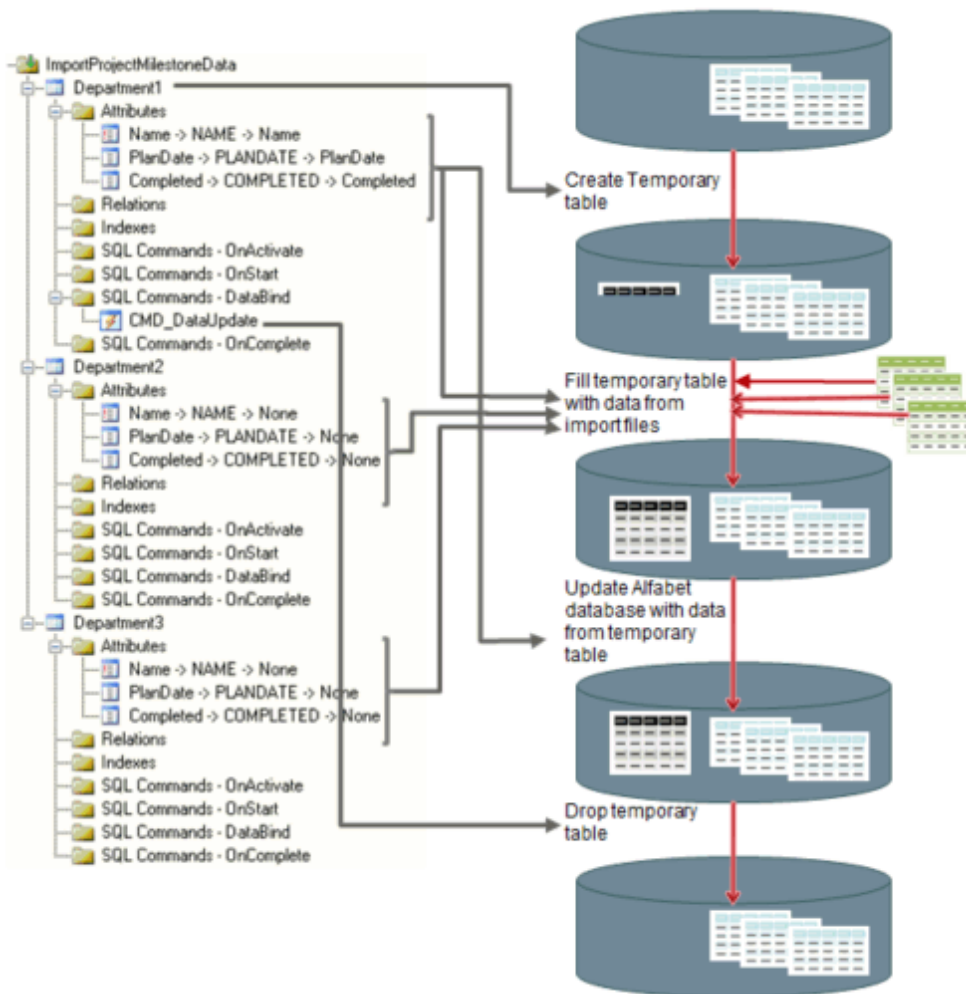 ImportProjectMilestoneData
Department1
Attributes
Name -> NAME -> Name
PlanDate -> PLANDATE -> PlanDate
Completed -> COMPLETED -> Completed
Relations
Indexes
SQL Commands - OnActivate
SQL Commands - OnStart
SQL Commands - DataBind
CMD_DataUpdate
SQL Commands - OnComplete
Department2
Attributes
Name -> NAME -> None
PlanDate -> PLANDATE -> None
Completed -> COMPLETED -> None
Relations
Indexes
SQL Commands - OnActivate
SQL Commands - OnStart
SQL Commands - DataBind
SQL Commands - OnComplete
Department3
Attributes
Name -> NAME -> None
PlanDate -> PLANDATE -> None
Completed -> COMPLETED -> None
Relations
Indexes
SQL Commands - OnActivate
SQL Commands - OnStart
SQL Commands - DataBind
SQL Commands - OnComplete
Create Temporary
table
Fill temporary table
with data from
import files
Update Alfabet
database with data
from temporary
table
Drop temporary
table